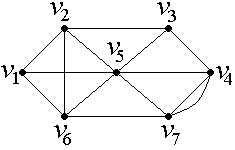 v₂ v₃
v₅
v₁ v₄
v₆ v₇